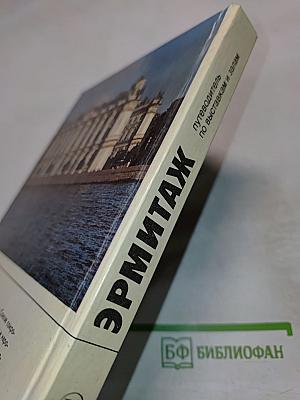 ЭРМИТАЖ
путеводитель
по выставкам и залам
БФ БИБЛИОФАН